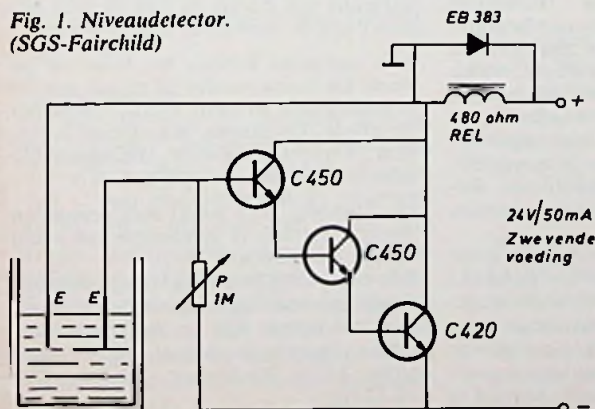 Fig. 1. Niveaudetector.
(SGS-Fairchild)
EB 383
+
480 ohm
REL
C450
C450
24V/50mA
Zwevende
voeding
E E
P
1M
C420
−